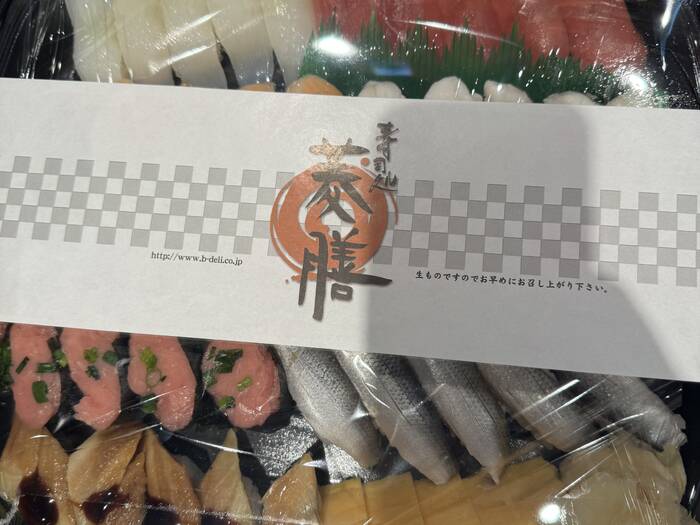 寿司処
膳
http://www.b-deli.co.jp
生ものですのでお早めにお召し上がり下さい。